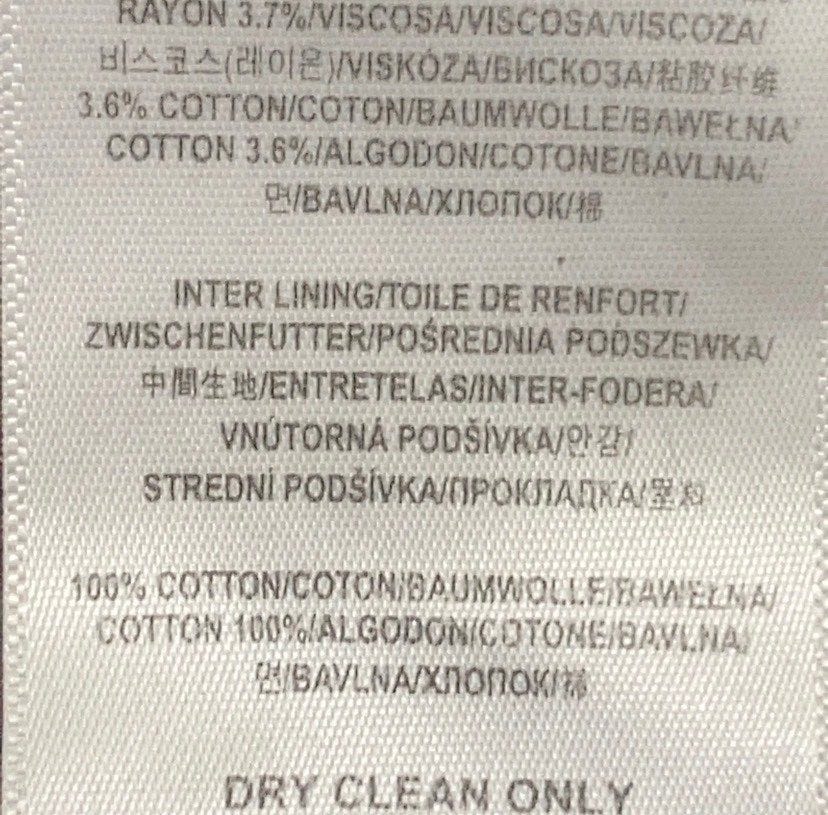 RAYON 3.7%/VISCOSA/VISCOSA/VISCOZA/
비스코스(레이온)/VISKÓZA/ВИСКОЗА/粘胶纤维
3.6% COTTON/COTON/BAUMWOLLE/BAWEŁNA/
COTTON 3.6%/ALGODON/COTONE/BAVLNA/
면/BAVLNA/ХЛОПОК/棉
INTER LINING/TOILE DE RENFORT/
ZWISCHENFUTTER/POŚREDNIA PODSZEWKA/
中間生地/ENTRETELAS/INTER-FODERA/
VNÚTORNÁ PODŠÍVKA/안감/
STREDNÍ PODŠÍVKA/ПРОКЛАДКА/里料
100% COTTON/COTON/BAUMWOLLE/BAWEŁNA/
COTTON 100%/ALGODON/COTONE/BAVLNA/
면/BAVLNA/ХЛОПОК/棉
DRY CLEAN ONLY